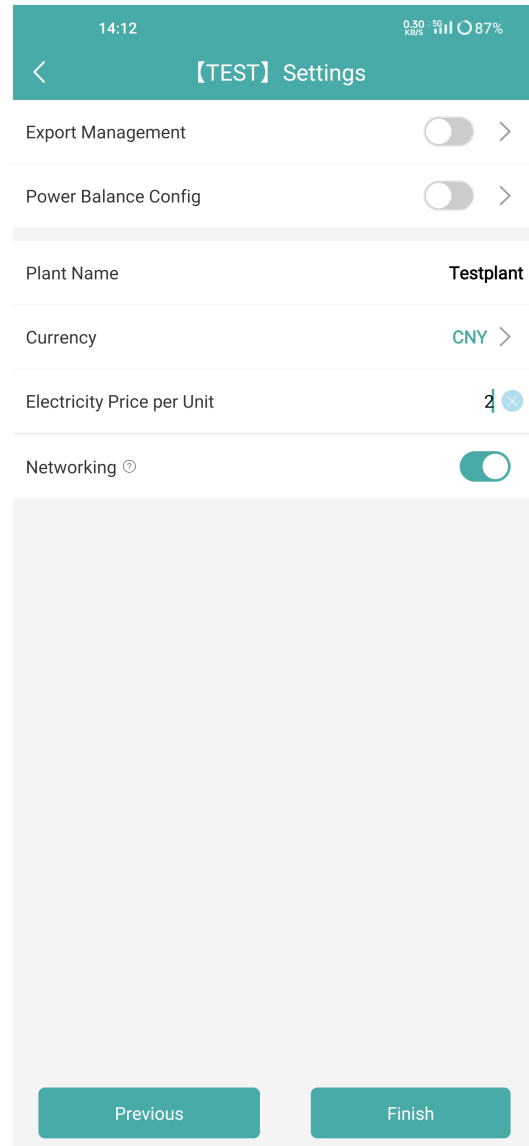 14:12 0.30 KB/S 5G 87%
【TEST】Settings
Export Management
Power Balance Config
Plant Name Testplant
Currency CNY
Electricity Price per Unit 2
Networking ?
Previous Finish